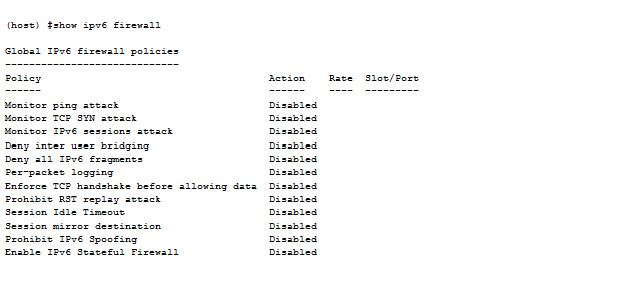 (host) $show ipv6 firewall
Global IPv6 firewall policies
-----------------------------
Policy Action Rate Slot/Port
------ ------ ---- ---------
Monitor ping attack Disabled
Monitor TCP SYN attack Disabled
Monitor IPv6 sessions attack Disabled
Deny inter user bridging Disabled
Deny all IPv6 fragments Disabled
Per-packet logging Disabled
Enforce TCP handshake before allowing data Disabled
Prohibit RST replay attack Disabled
Session Idle Timeout Disabled
Session mirror destination Disabled
Prohibit IPv6 Spoofing Disabled
Enable IPv6 Stateful Firewall Disabled